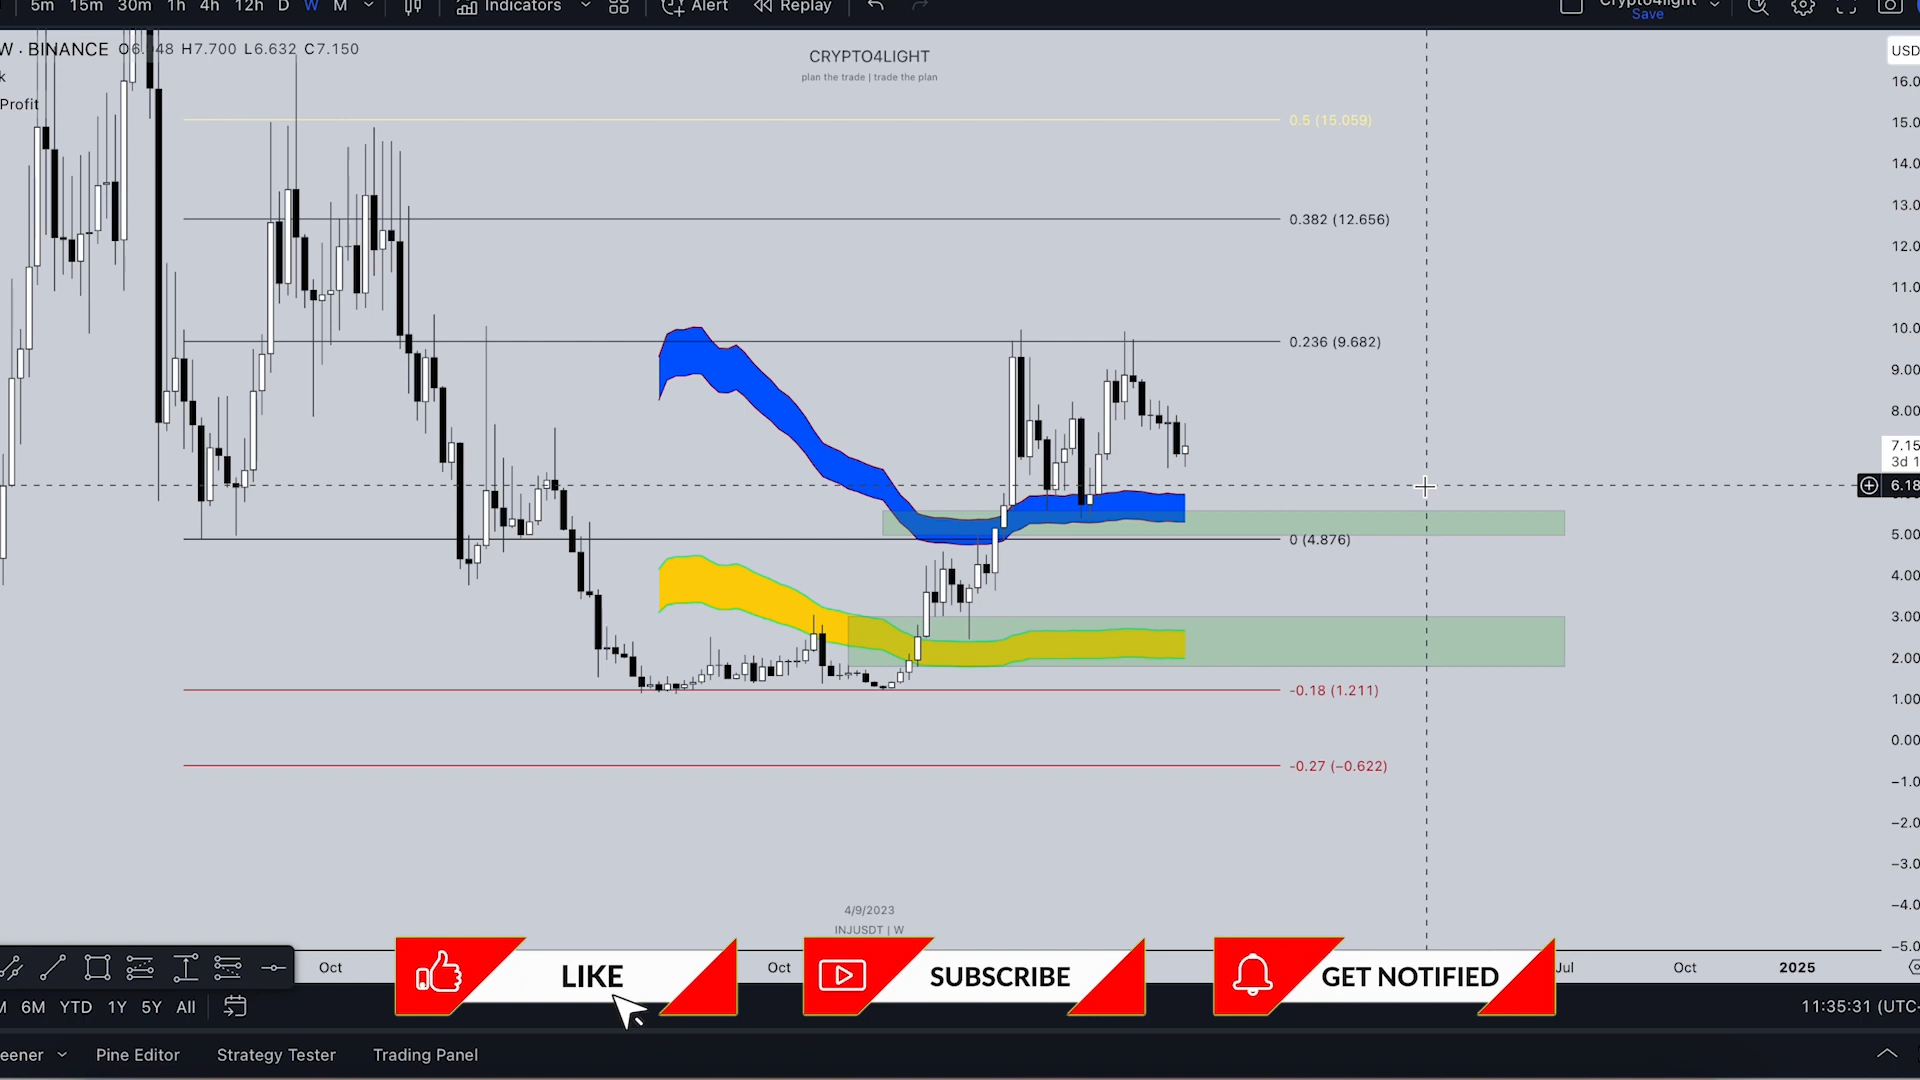 5m 15m 30m 1h 4h 12h D W M Indicators Alert Replay
Save
W · BINANCE H7.700 L6.632 C7.150
k
Profit
CRYPTO4LIGHT
plan the trade | trade the plan
USD
16.0
0.5 (15.059)
15.0
14.0
13.0
0.382 (12.656)
12.0
11.0
10.0
0.236 (9.682)
9.00
8.00
7.15
3d 1
6.18
5.00
0 (4.876)
4.00
3.00
2.00
-0.18 (1.211)
1.00
0.00
-0.27 (−0.622)
−1.0
−2.0
−3.0
−4.0
−5.0
4/9/2023
INJUSDT | W
Oct Oct Jul Oct 2025
LIKE
SUBSCRIBE
GET NOTIFIED
6M YTD 1Y 5Y All 11:35:31 (UTC-
eener Pine Editor Strategy Tester Trading Panel